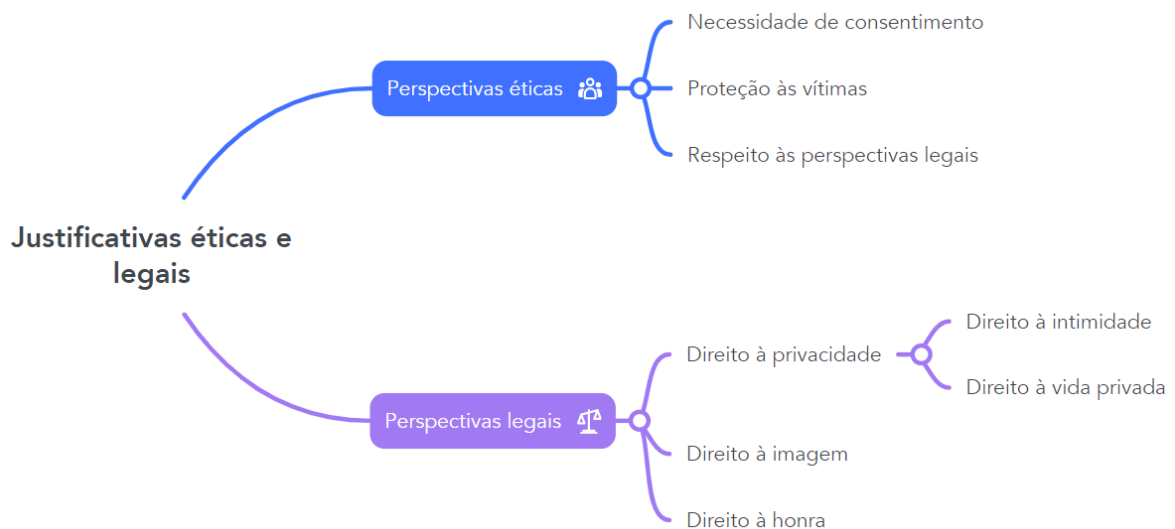 Justificativas éticas e
legais
Perspectivas éticas
Necessidade de consentimento
Proteção às vítimas
Respeito às perspectivas legais
Perspectivas legais
Direito à privacidade
Direito à intimidade
Direito à vida privada
Direito à imagem
Direito à honra